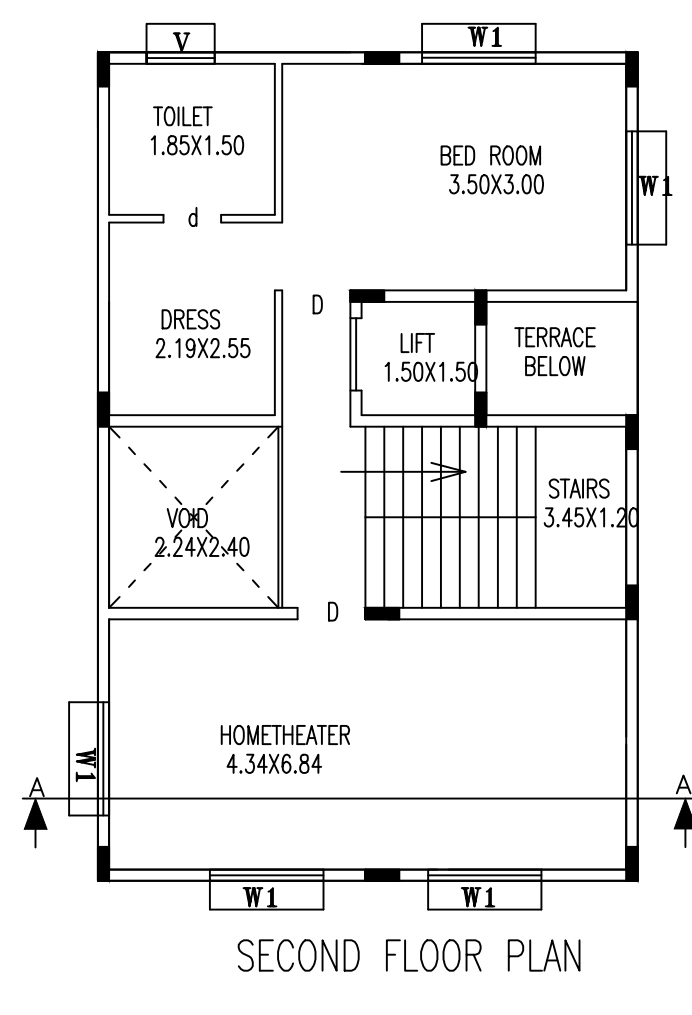 V
W1
TOILET
1.85X1.50
BED ROOM
3.50X3.00
W1
d
D
DRESS
2.19X2.55
LIFT
1.50X1.50
TERRACE
BELOW
VOID
2.24X2.40
STAIRS
3.45X1.20
D
HOMETHEATER
4.34X6.84
W1
A
A
W1
W1
SECOND FLOOR PLAN